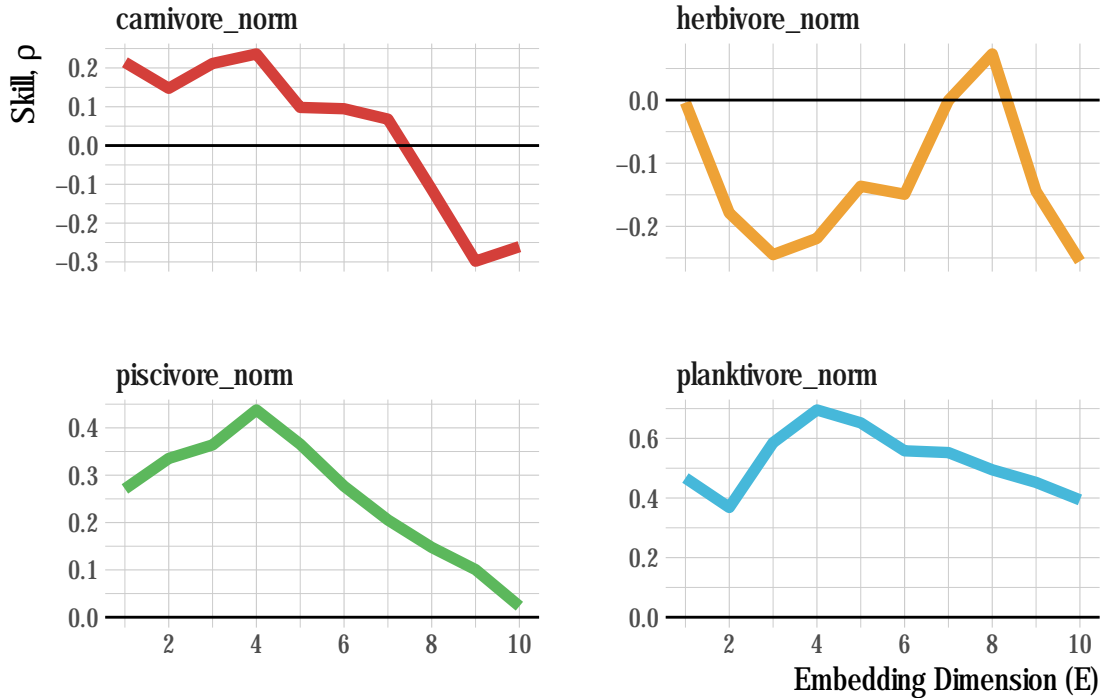 carnivore_norm
herbivore_norm
Skill, ρ
0.2
0.1
0.0
−0.1
−0.2
−0.3
0.0
−0.1
−0.2
piscivore_norm
planktivore_norm
0.4
0.3
0.2
0.1
0.0
0.6
0.4
0.2
0.0
2 4 6 8 10
2 4 6 8 10
Embedding Dimension (E)